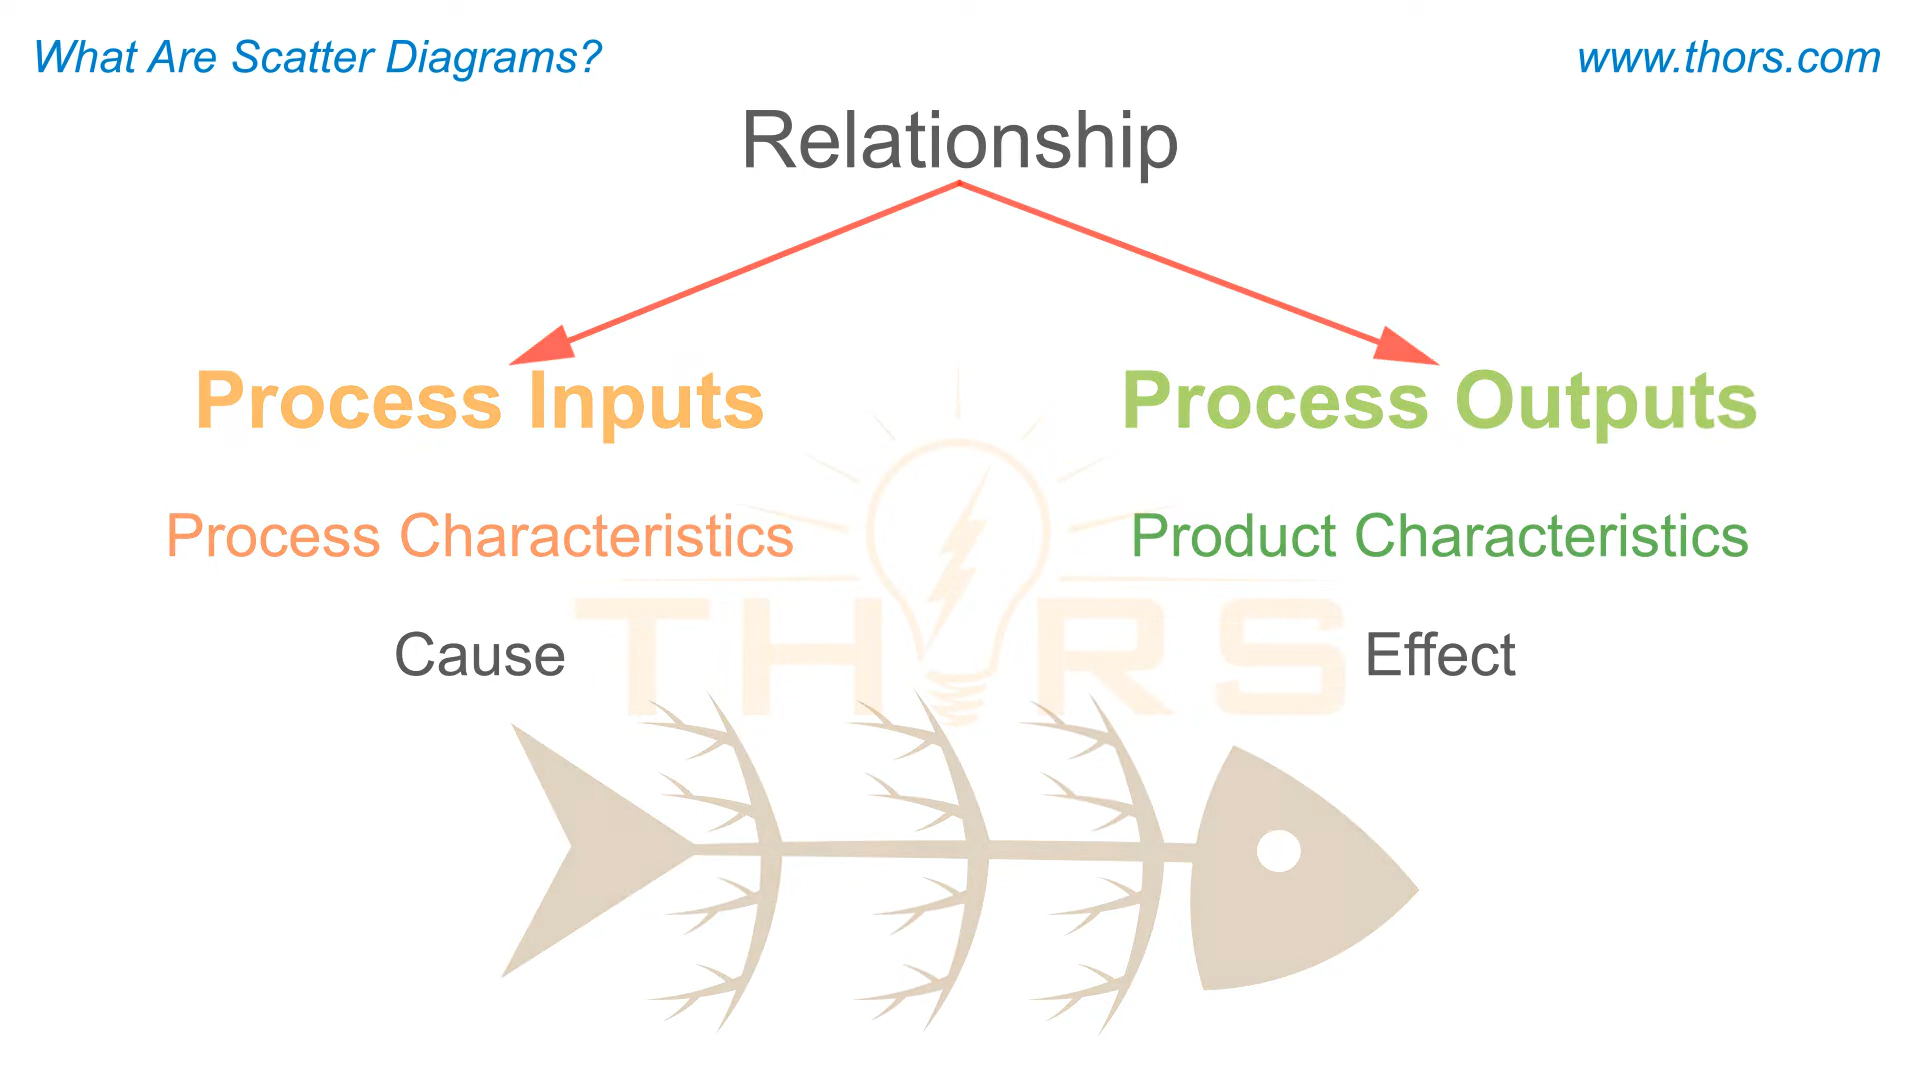 What Are Scatter Diagrams?
www.thors.com
Relationship
Process Inputs
Process Outputs
Process Characteristics
Product Characteristics
Cause
Effect
THORS